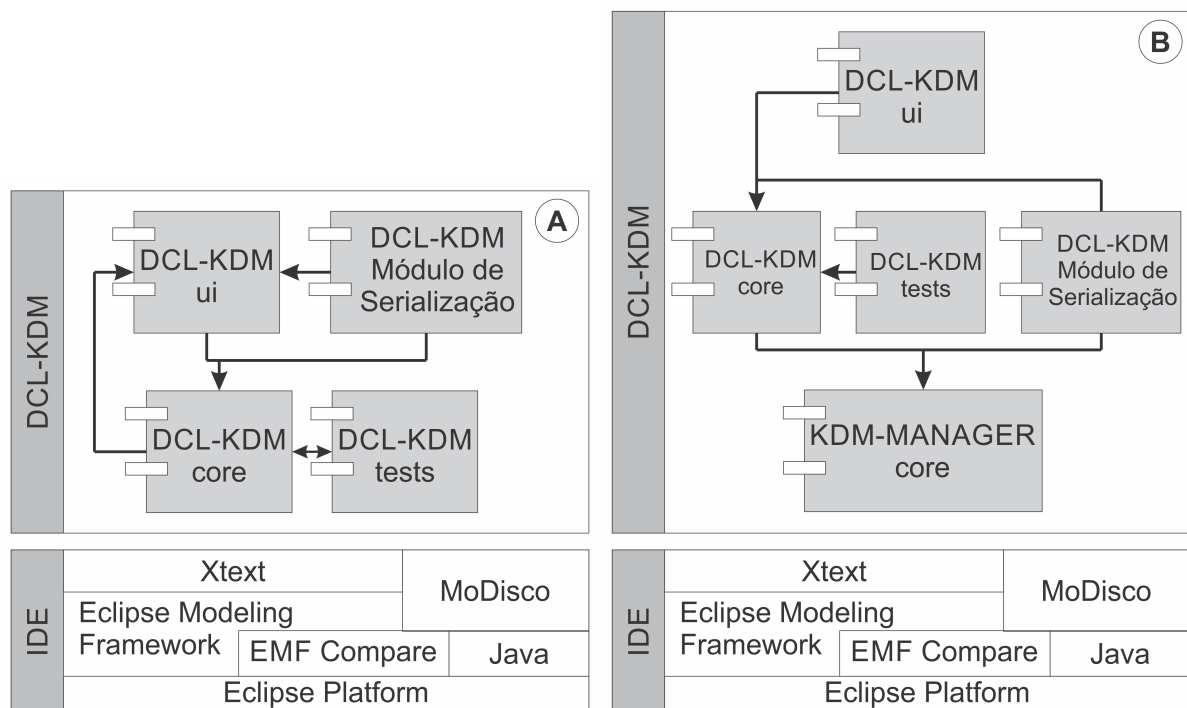 A
DCL-KDM
DCL-KDM
ui
DCL-KDM
Módulo de
Serialização
DCL-KDM
core
DCL-KDM
tests
IDE
Xtext
MoDisco
Eclipse Modeling
Framework
EMF Compare
Java
Eclipse Platform
B
DCL-KDM
DCL-KDM
ui
DCL-KDM
core
DCL-KDM
tests
DCL-KDM
Módulo de
Serialização
KDM-MANAGER
core
IDE
Xtext
MoDisco
Eclipse Modeling
Framework
EMF Compare
Java
Eclipse Platform